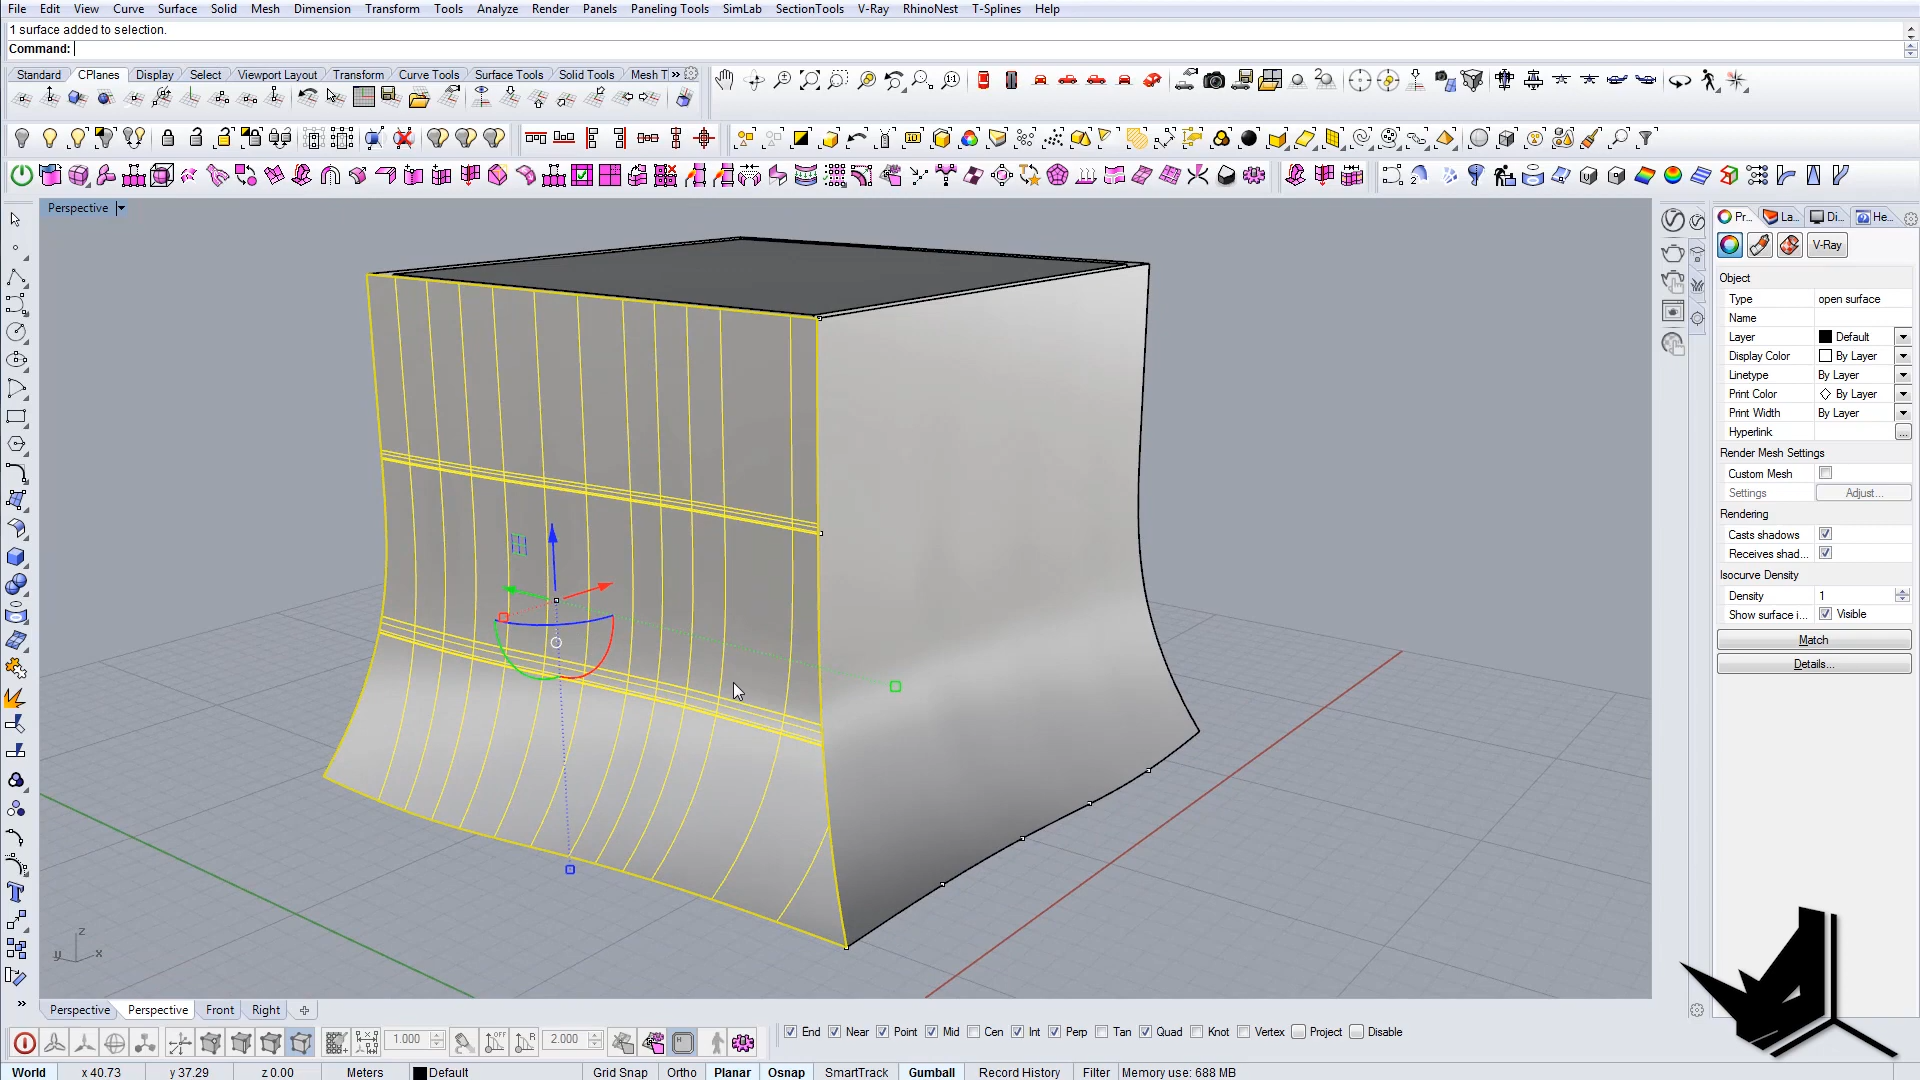 File Edit View Curve Surface Solid Mesh Dimension Transform Tools Analyze Render Panels Paneling Tools SimLab SectionTools V-Ray RhinoNest T-Splines Help
1 surface added to selection.
Command:
Standard CPlanes Display Select Viewport Layout Transform Curve Tools Surface Tools Solid Tools Mesh T
Perspective
Pr... La... Di... He...
V-Ray
Object
Type open surface
Name
Layer Default
Display Color By Layer
Linetype By Layer
Print Color By Layer
Print Width By Layer
Hyperlink ...
Render Mesh Settings
Custom Mesh
Settings Adjust...
Rendering
Casts shadows
Receives shad...
Isocurve Density
Density 1
Show surface i... Visible
Match
Details...
z
y x
Perspective Perspective Front Right
1.000 2.000 End Near Point Mid Cen Int Perp Tan Quad Knot Vertex Project Disable
World x 40.73 y 37.29 z 0.00 Meters Default Grid Snap Ortho Planar Osnap SmartTrack Gumball Record History Filter Memory use: 688 MB